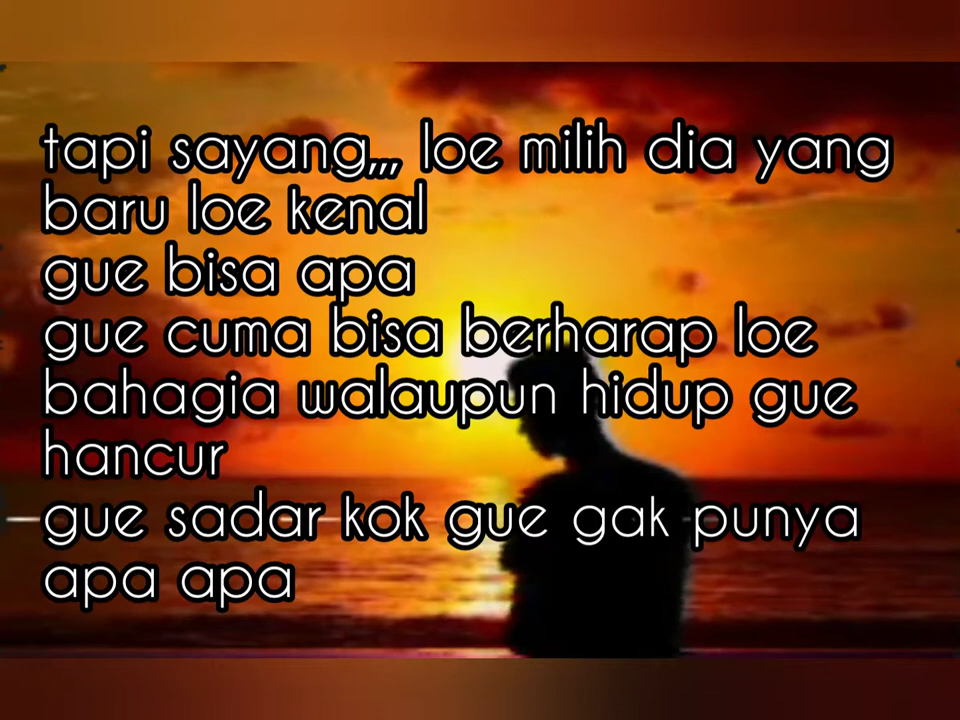 tapi sayang,,, loe milih dia yang
baru loe kenal
gue bisa apa
gue cuma bisa berharap loe
bahagia walaupun hidup gue
hancur
gue sadar kok gue gak punya
apa apa